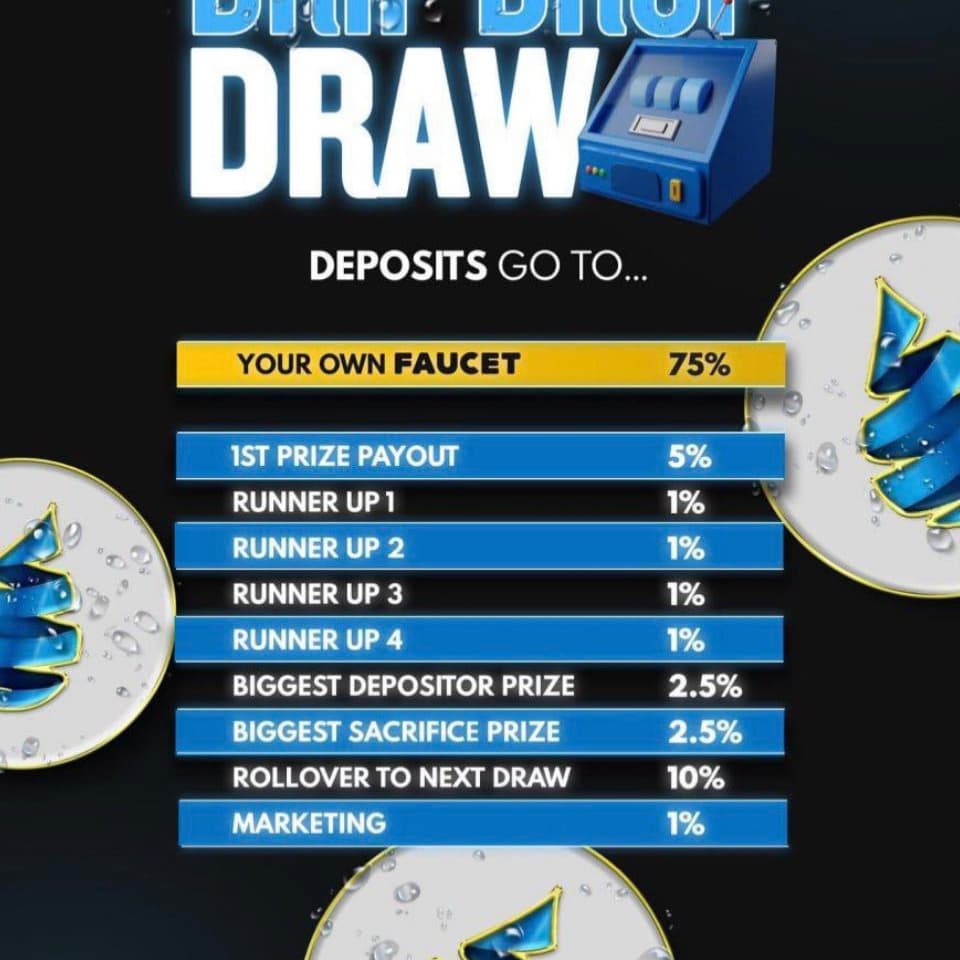 DRIP DROP
DRAW
DEPOSITS GO TO...
YOUR OWN FAUCET 75%
1ST PRIZE PAYOUT 5%
RUNNER UP 1 1%
RUNNER UP 2 1%
RUNNER UP 3 1%
RUNNER UP 4 1%
BIGGEST DEPOSITOR PRIZE 2.5%
BIGGEST SACRIFICE PRIZE 2.5%
ROLLOVER TO NEXT DRAW 10%
MARKETING 1%